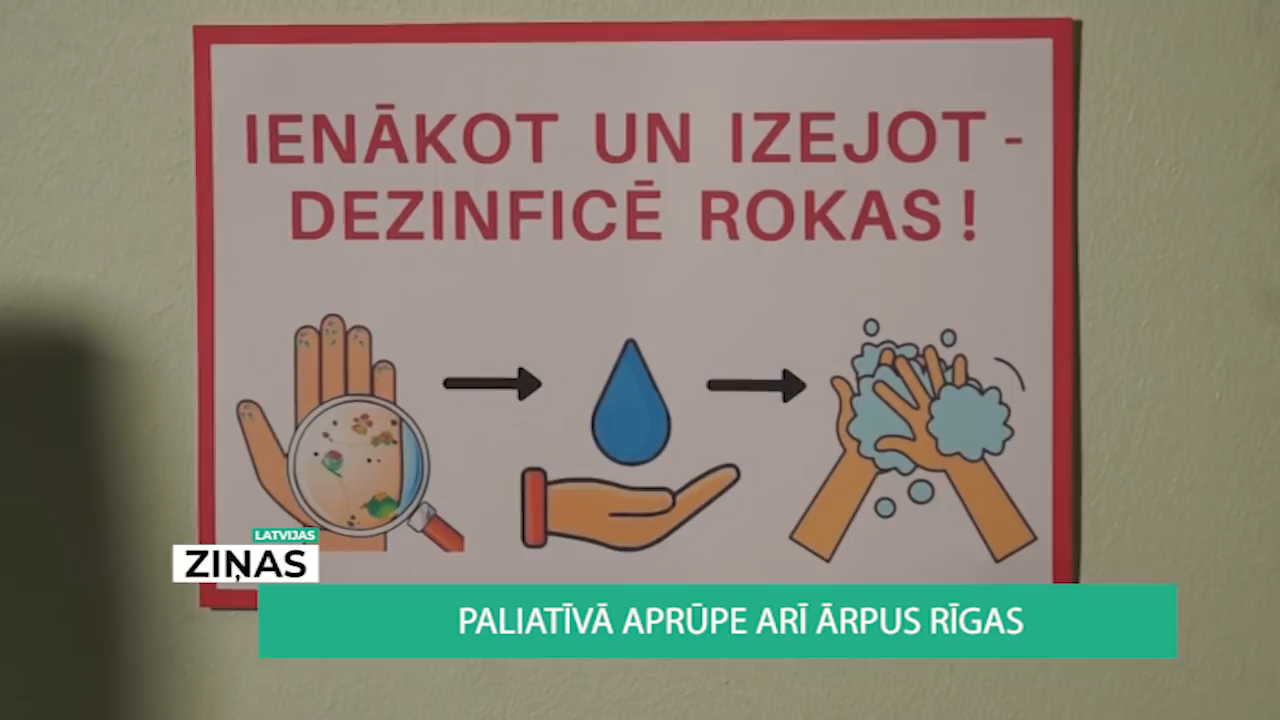 IENĀKOT UN IZEJOT -
DEZINFICĒ ROKAS !
LATVIJAS
ZIŅAS
PALIATĪVĀ APRŪPE ARĪ ĀRPUS RĪGAS